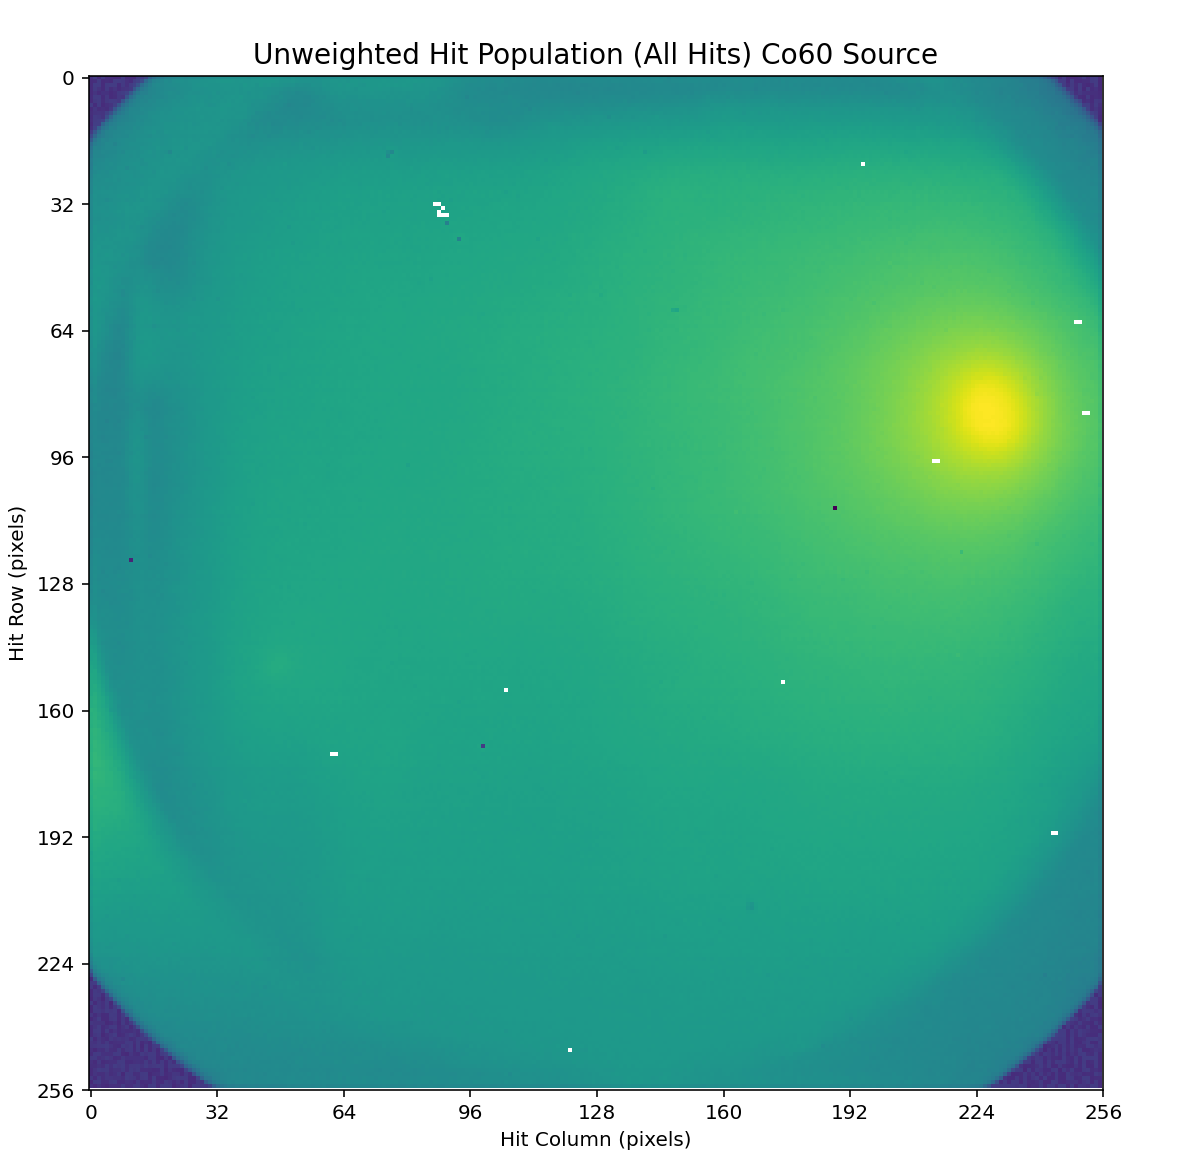 Unweighted Hit Population (All Hits) Co60 Source
0
32
64
96
128
160
192
224
256
Hit Row (pixels)
0 32 64 96 128 160 192 224 256
Hit Column (pixels)